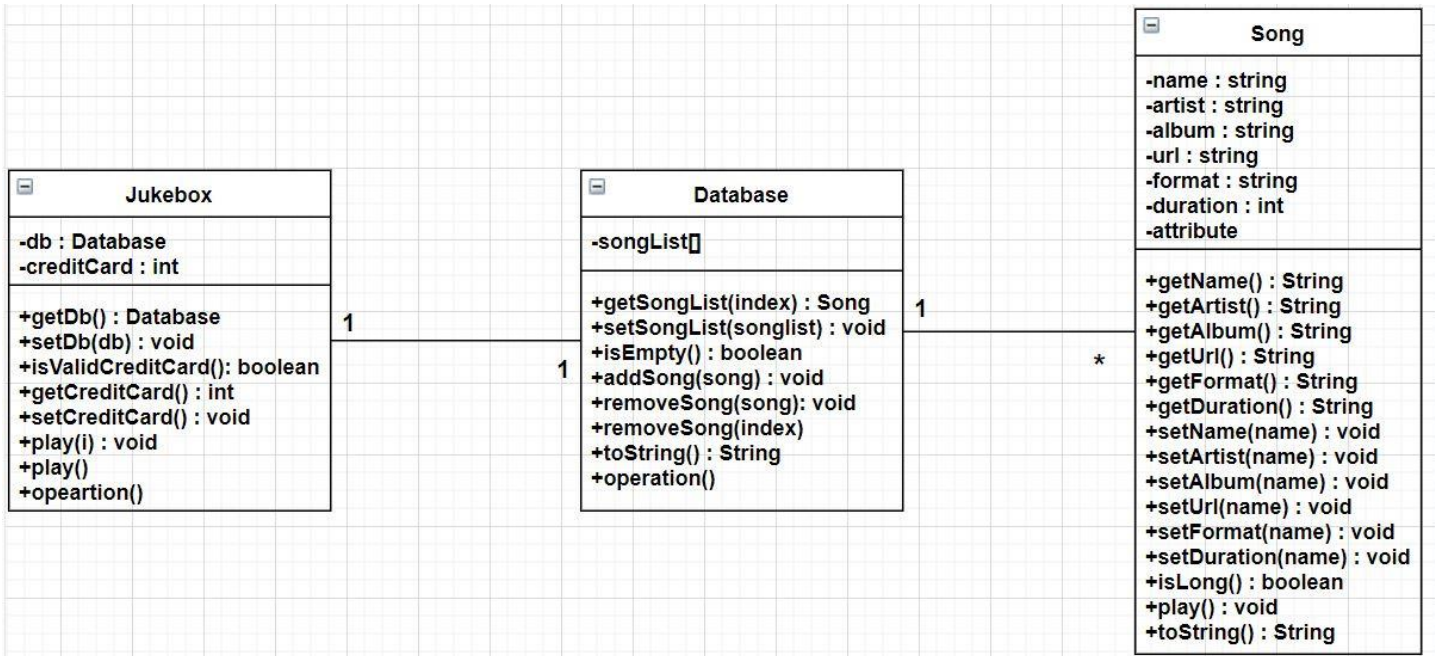 Jukebox
-db : Database
-creditCard : int
+getDb() : Database
+setDb(db) : void
+isValidCreditCard(): boolean
+getCreditCard() : int
+setCreditCard() : void
+play(i) : void
+play()
+opeartion()
1
1
Database
-songList[]
+getSongList(index) : Song
+setSongList(songlist) : void
+isEmpty() : boolean
+addSong(song) : void
+removeSong(song): void
+removeSong(index)
+toString() : String
+operation()
1
*
Song
-name : string
-artist : string
-album : string
-url : string
-format : string
-duration : int
-attribute
+getName() : String
+getArtist() : String
+getAlbum() : String
+getUrl() : String
+getFormat() : String
+getDuration() : String
+setName(name) : void
+setArtist(name) : void
+setAlbum(name) : void
+setUrl(name) : void
+setFormat(name) : void
+setDuration(name) : void
+isLong() : boolean
+play() : void
+toString() : String